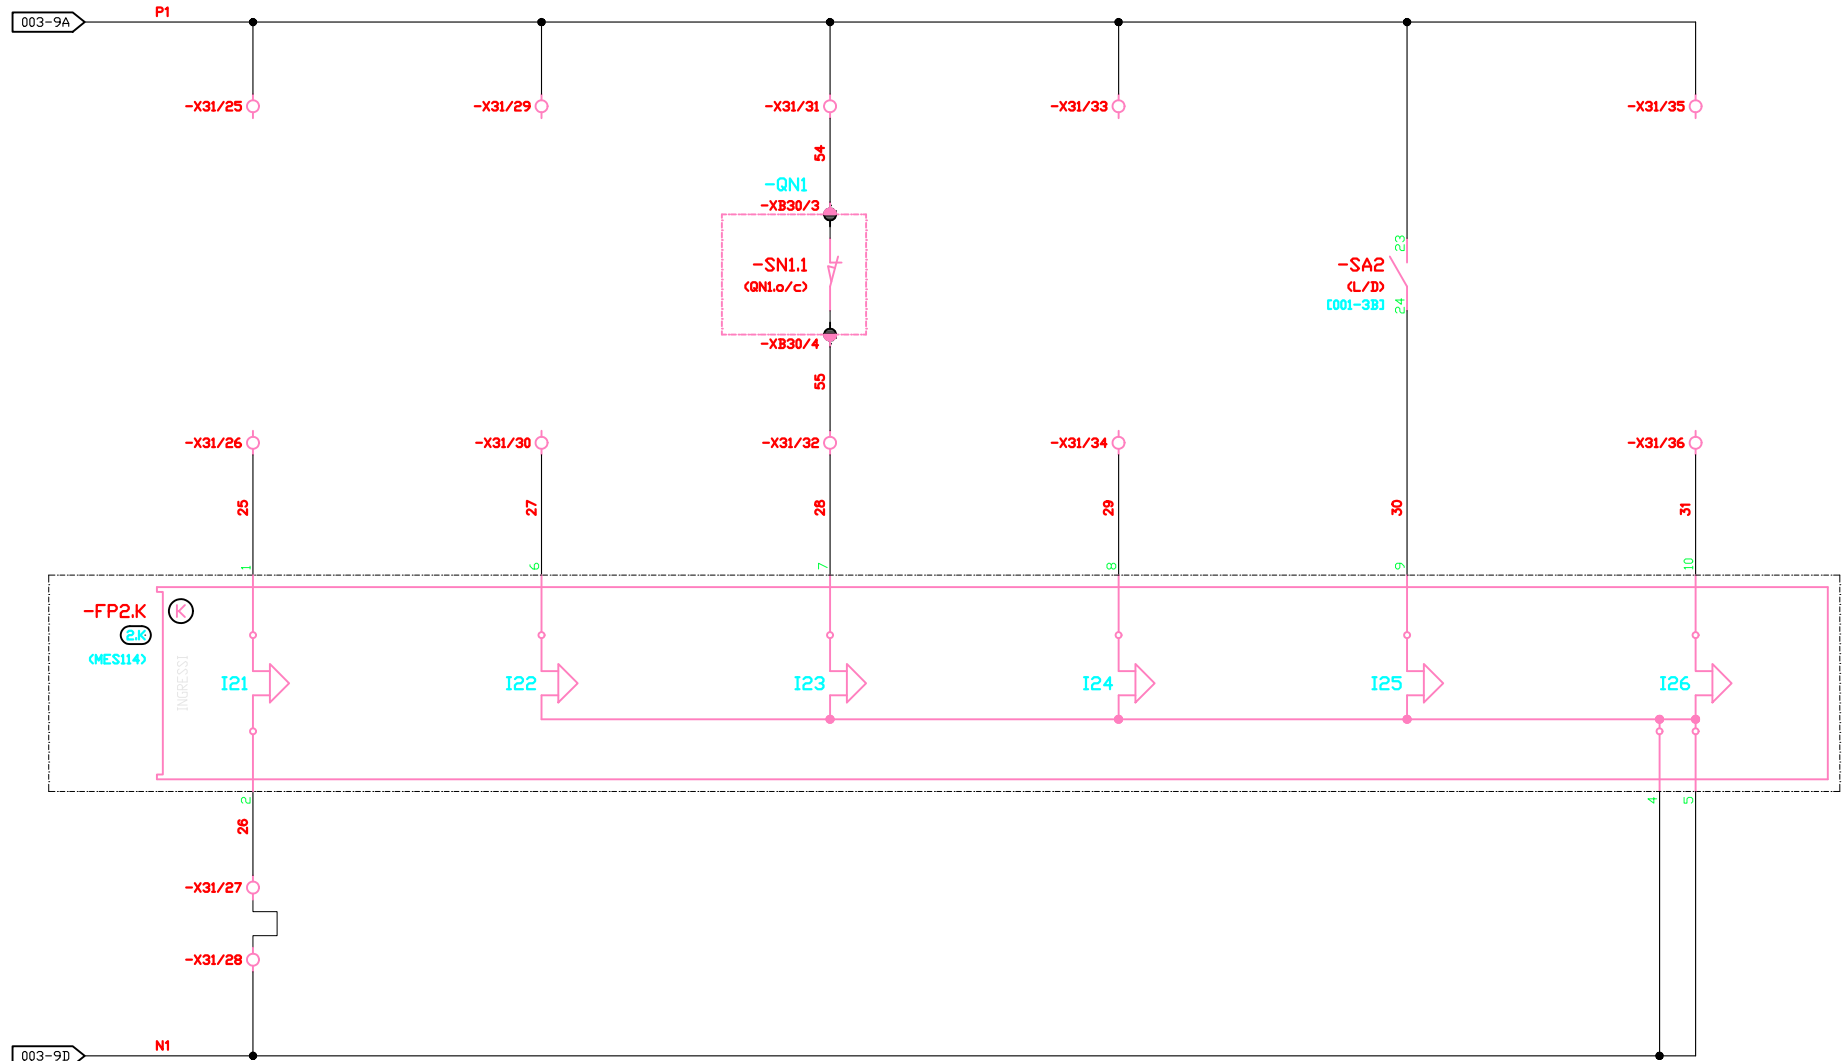 003-9A
P1
-X31/25
-X31/29
-X31/31
-X31/33
-X31/35
54
-QN1
-XB30/3
-SN1.1
(QN1.o/c)
-XB30/4
55
23
-SA2
(L/D)
[001-3B]
24
-X31/26
-X31/30
-X31/32
-X31/34
-X31/36
25
27
28
29
30
31
1
6
7
8
9
10
-FP2.K
K
2.K
(MES114)
INGRESSI
I21
I22
I23
I24
I25
I26
2
4
5
26
-X31/27
-X31/28
N1
003-9D